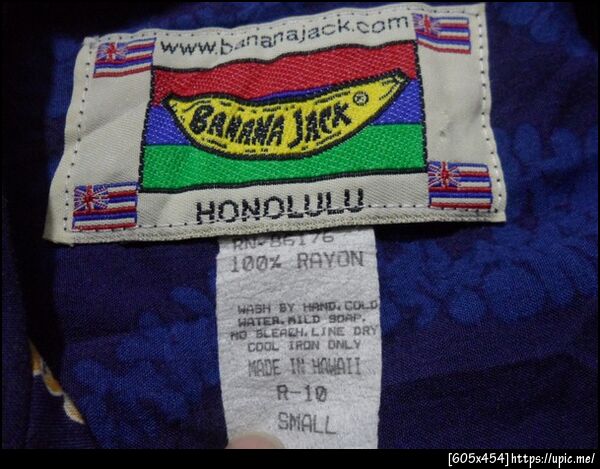 www.bananajack.com
BANANA JACK®
HONOLULU
RN-86176
100% RAYON
WASH BY HAND,COLD
WATER,MILD SOAP.
NO BLEACH.LINE DRY
COOL IRON ONLY
MADE IN HAWAII
R-10
SMALL
[605x454]https://upic.me/